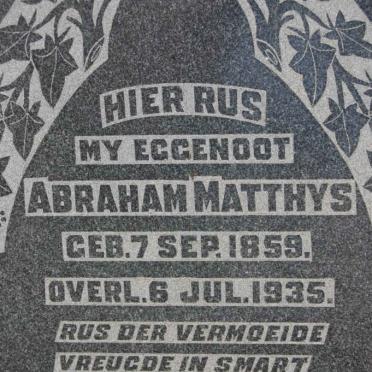 HIER RUS
MY EGGENOOT
ABRAHAM MATTHYS
GEB. 7 SEP. 1859.
OVERL. 6 JUL. 1935.
RUS DER VERMOEIDE
VREUGDE IN SMART